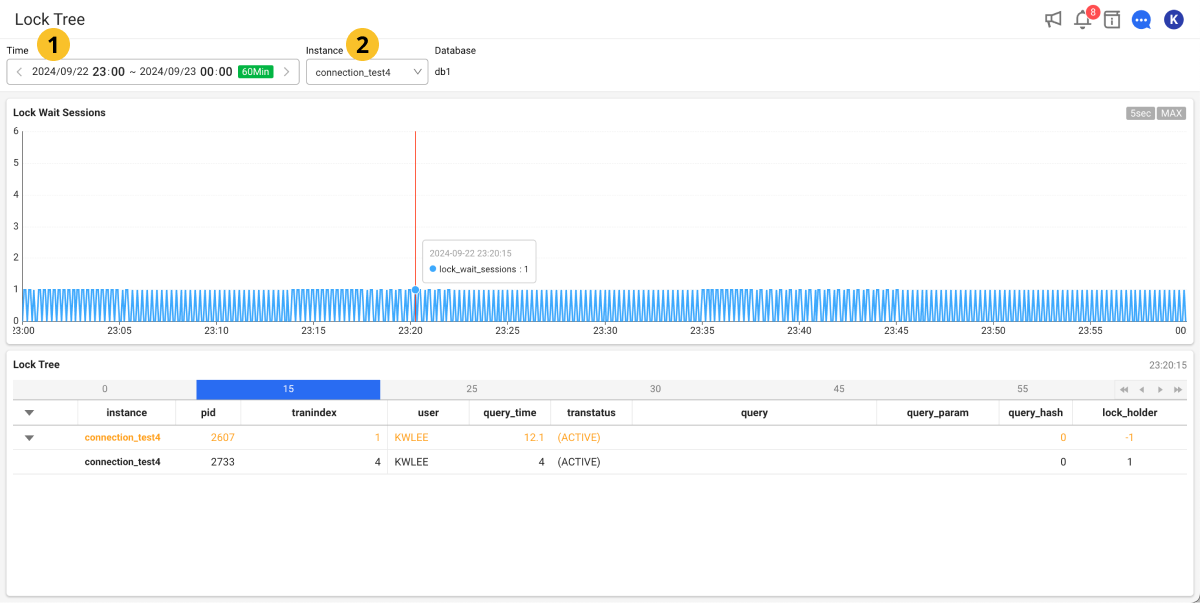 Lock Tree
8
K
Time
1
Instance
2
Database
2024/09/22 23:00 ~ 2024/09/23 00:00 60Min
connection_test4
db1
Lock Wait Sessions
5sec MAX
6
5
4
3
2
1
0
2024-09-22 23:20:15
lock_wait_sessions : 1
23:00 23:05 23:10 23:15 23:20 23:25 23:30 23:35 23:40 23:45 23:50 23:55 00
Lock Tree
23:20:15
0 15 25 30 45 55
instance pid tranindex user query_time transtatus query query_param query_hash lock_holder
connection_test4 2607 1 KWLEE 12.1 (ACTIVE) 0 -1
connection_test4 2733 4 KWLEE 4 (ACTIVE) 0 1